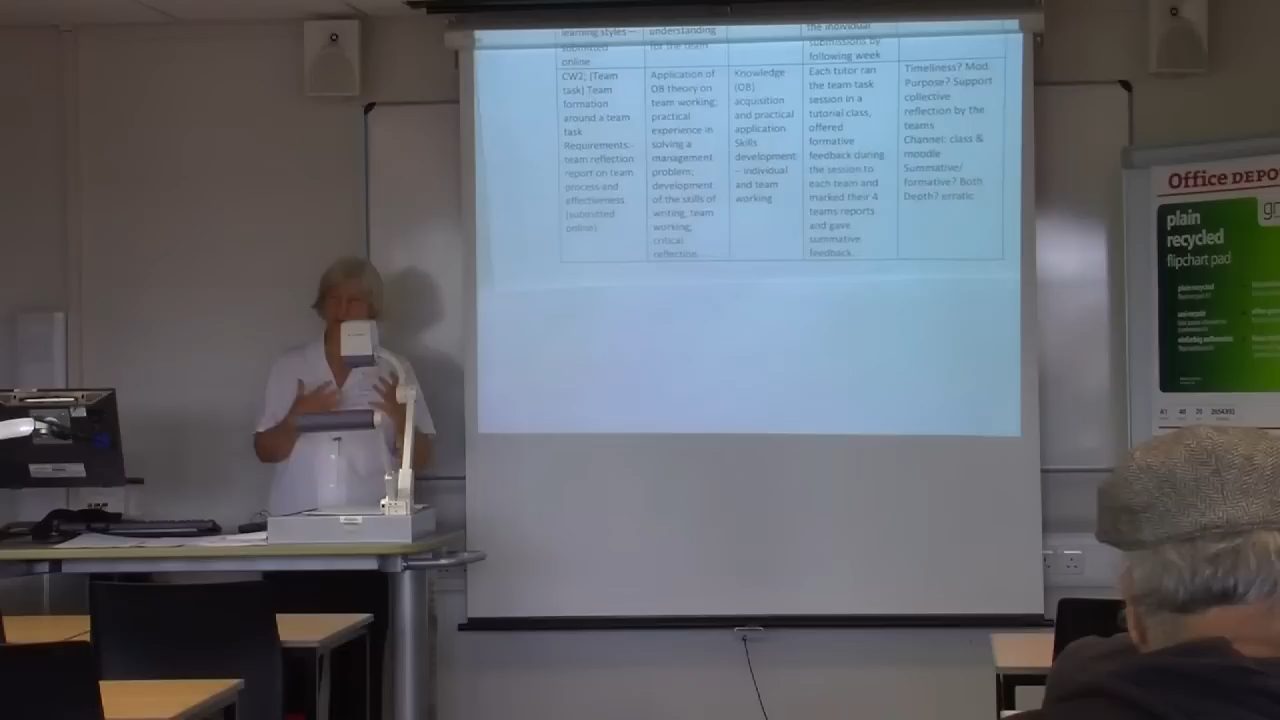 learning styles –
submitted
online
understanding
for the team
the individual
submissions by
following week
CW2; (Team
task) Team
formation
around a team
task
Requirements -
team reflection
report on team
process and
effectiveness
(submitted
online)
Application of
OB theory on
team working;
practical
experience in
solving a
management
problem;
development
of the skills of
writing, team
working,
critical
reflection
Knowledge
(OB)
acquisition
and practical
application
Skills
development
– individual
and team
working
Each tutor ran
the team task
session in a
tutorial class,
offered
formative
feedback during
the session to
each team and
marked their 4
teams reports
and gave
summative
feedback.
Timeliness? Mod.
Purpose? Support
collective
reflection by the
teams
Channel: class &
moodle
Summative/
formative? Both
Depth? erratic
Office DEPO
plain
recycled
flipchart pad
gr
A1 40 70